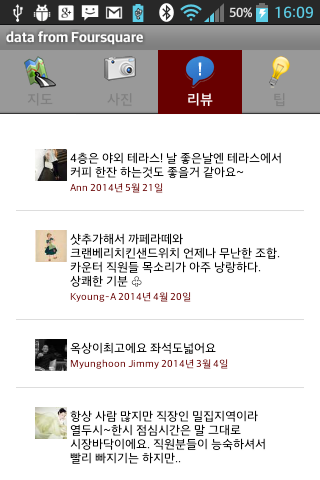 50% 16:09
data from Foursquare
지도 사진 리뷰 팁
4층은 야외 테라스! 날 좋은날엔 테라스에서
커피 한잔 하는것도 좋을거 같아요~
Ann 2014년 5월 21일
샷추가해서 까페라떼와
크랜베리치킨샌드위치 언제나 무난한 조합.
카운터 직원들 목소리가 아주 낭랑하다.
상쾌한 기분 ♧
Kyoung-A 2014년 4월 20일
옥상이최고에요 좌석도넓어요
Myunghoon Jimmy 2014년 3월 4일
항상 사람 많지만 직장인 밀집지역이라
열두시~한시 점심시간은 말 그대로
시장바닥이에요. 직원분들이 능숙하셔서
빨리 빠지기는 하지만..